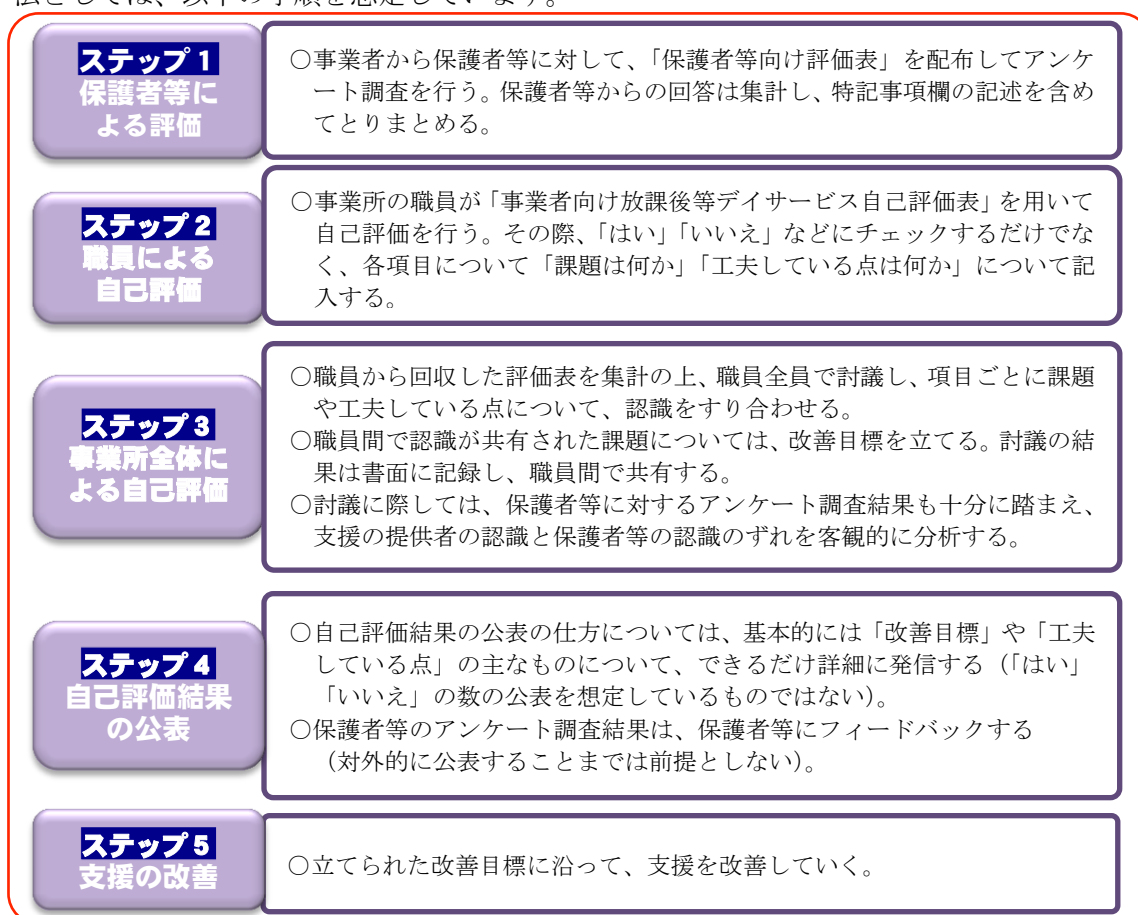 伝としては、以下の手順を想定しています。
ステップ1
保護者等に
よる評価
○事業者から保護者等に対して、「保護者等向け評価表」を配布してアンケ
ート調査を行う。保護者等からの回答は集計し、特記事項欄の記述を含め
てとりまとめる。
ステップ2
職員による
自己評価
○事業所の職員が「事業者向け放課後等デイサービス自己評価表」を用いて
自己評価を行う。その際、「はい」「いいえ」などにチェックするだけでな
く、各項目について「課題は何か」「工夫している点は何か」について記
入する。
ステップ3
事業所全体に
よる自己評価
○職員から回収した評価表を集計の上、職員全員で討議し、項目ごとに課題
や工夫している点について、認識をすり合わせる。
○職員間で認識が共有された課題については、改善目標を立てる。討議の結
果は書面に記録し、職員間で共有する。
○討議に際しては、保護者等に対するアンケート調査結果も十分に踏まえ、
支援の提供者の認識と保護者等の認識のずれを客観的に分析する。
ステップ4
自己評価結果
の公表
○自己評価結果の公表の仕方については、基本的には「改善目標」や「工夫
している点」の主なものについて、できるだけ詳細に発信する（「はい」
「いいえ」の数の公表を想定しているものではない）。
○保護者等のアンケート調査結果は、保護者等にフィードバックする
（対外的に公表することまでは前提としない）。
ステップ5
支援の改善
○立てられた改善目標に沿って、支援を改善していく。